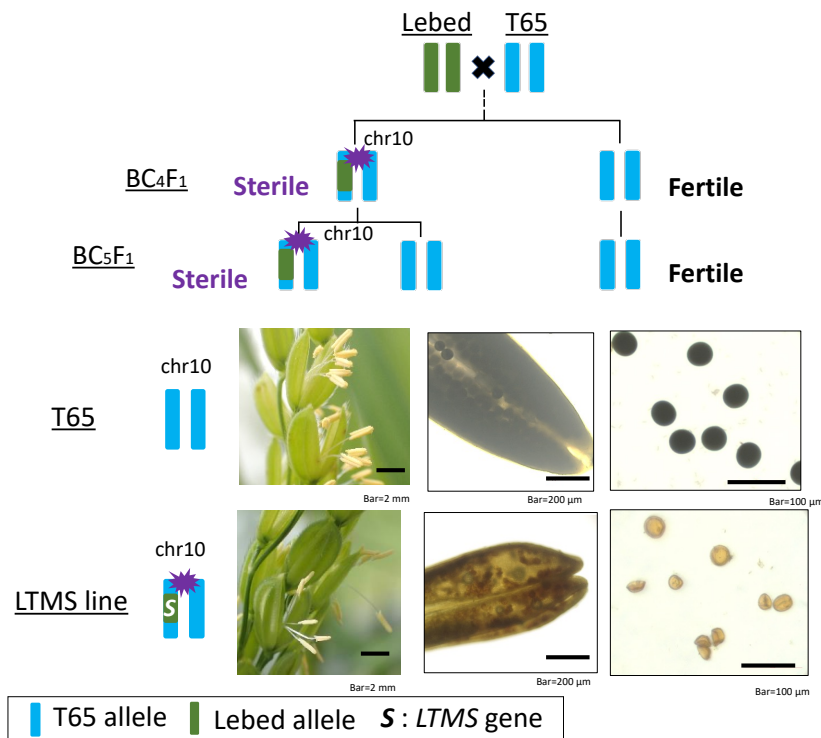 Lebed T65
chr10
BC4F1 Sterile Fertile
chr10
BC5F1 Sterile Fertile
chr10
T65
Bar=2 mm Bar=200 μm Bar=100 μm
chr10
LTMS line
S
Bar=2 mm Bar=200 μm Bar=100 μm
T65 allele Lebed allele S : LTMS gene